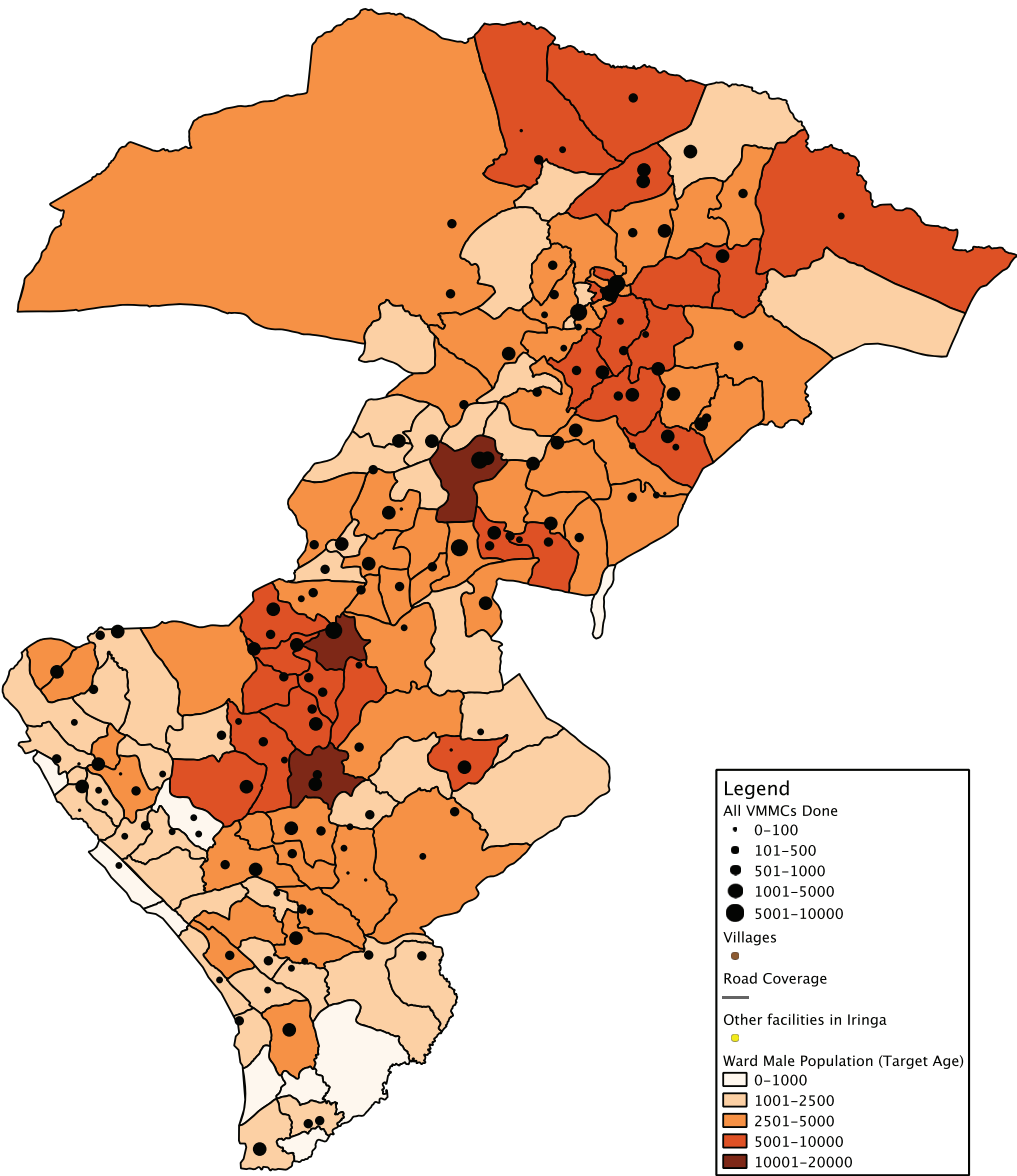 Legend
All VMMCs Done
0-100
101-500
501-1000
1001-5000
5001-10000
Villages
Road Coverage
Other facilities in Iringa
Ward Male Population (Target Age)
0-1000
1001-2500
2501-5000
5001-10000
10001-20000